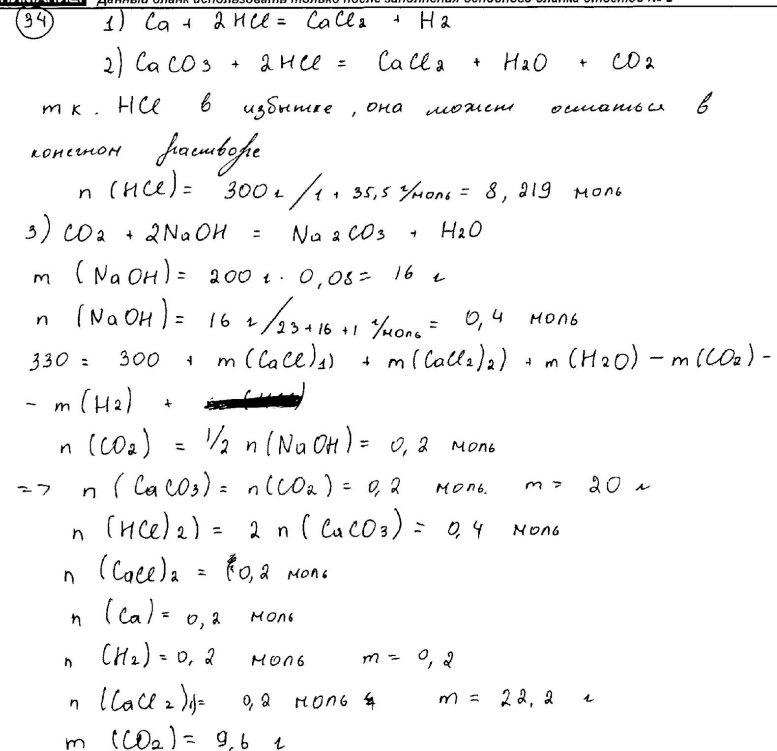 Данный бланк использовать только после заполнения основного бланка ответов № 2
34 1) Ca + 2HCl = CaCl2 + H2
2) CaCO3 + 2HCl = CaCl2 + H2O + CO2
т к. HCl в избытке, она может остаться в
конечном растворе
n (HCl) = 300 г / 1 + 35,5 г/моль = 8,219 моль
3) CO2 + 2NaOH = Na2CO3 + H2O
m (NaOH) = 200 г · 0,08 = 16 г
n (NaOH) = 16 г / 23+16+1 г/моль = 0,4 моль
330 = 300 + m(CaCl)1) + m(CaCl2)2) + m(H2O) – m(CO2) –
– m(H2) +
n (CO2) = 1/2 n(NaOH) = 0,2 моль
=> n (CaCO3) = n(CO2) = 0,2 моль. m = 20 г
n (HCl)2) = 2 n (CaCO3) = 0,4 моль
n (CaCl)2 = 0,2 моль
n (Ca) = 0,2 моль
n (H2) = 0,2 моль m = 0,2
n (CaCl2)1) = 0,2 моль m = 22,2 г
m (CO2) = 9,6 г